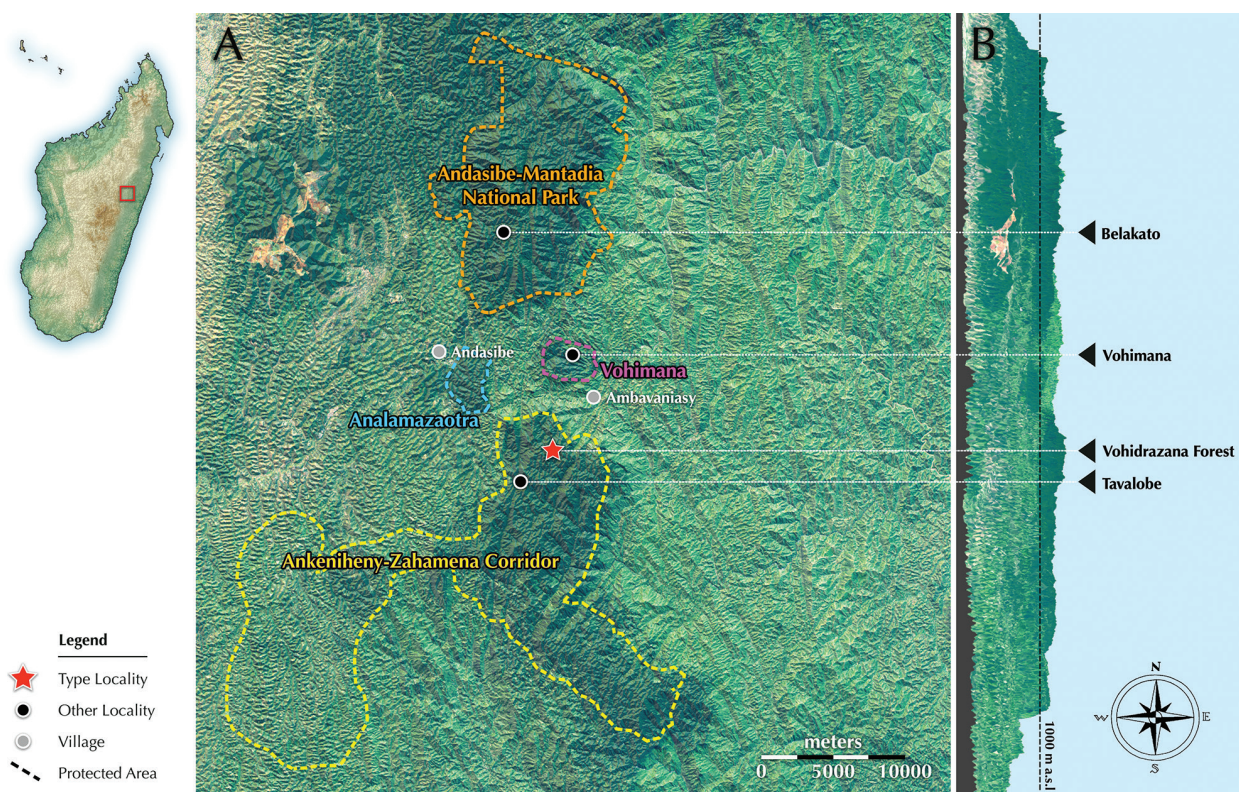 A
B
Andasibe-Mantadia
National Park
Belakato
Andasibe
Vohimana
Vohimana
Analamazaotra
Ambavaniasy
Vohidrazana Forest
Tavalobe
Ankeniheny-Zahamena Corridor
Legend
Type Locality
Other Locality
Village
Protected Area
meters
0 5000 10000
1000 m a.s.l
N
W
E
S